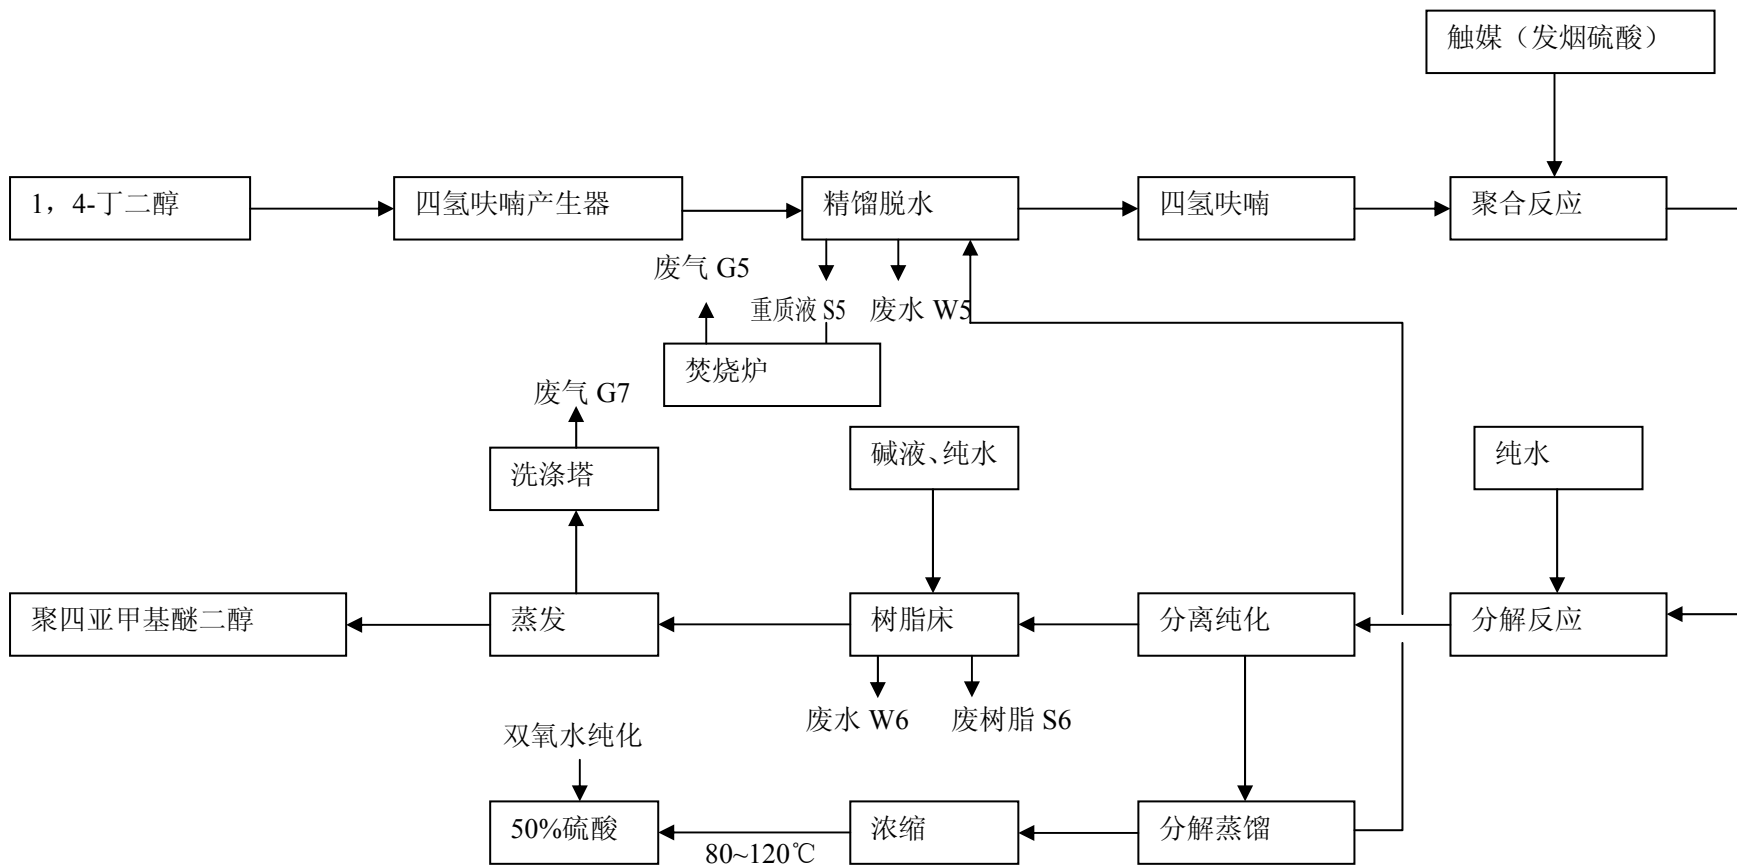 触媒（发烟硫酸）
1，4-丁二醇
四氢呋喃产生器
精馏脱水
四氢呋喃
聚合反应
废气 G5
重质液 S5
废水 W5
焚烧炉
废气 G7
洗涤塔
碱液、纯水
纯水
聚四亚甲基醚二醇
蒸发
树脂床
分离纯化
分解反应
废水 W6
废树脂 S6
双氧水纯化
50%硫酸
80~120℃
浓缩
分解蒸馏